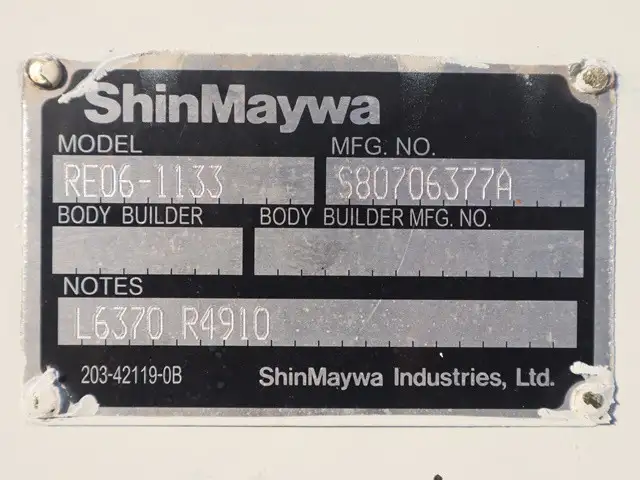 ShinMaywa
MODEL MFG. NO.
RE06-1133 S80706377A
BODY BUILDER BODY BUILDER MFG. NO.
NOTES
L6370 R4910
203-42119-0B ShinMaywa Industries, Ltd.